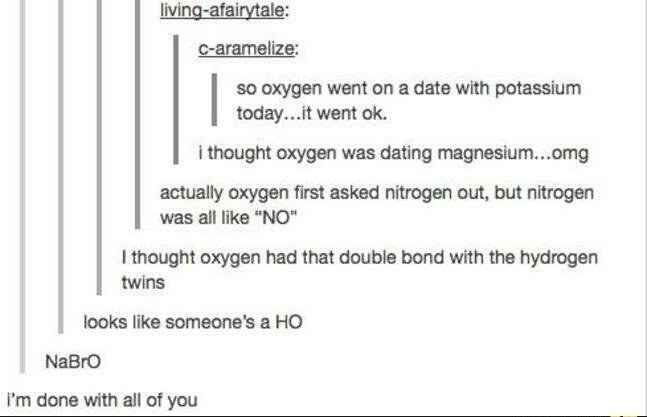 living-afairytale:
c-aramelize:
so oxygen went on a date with potassium
today...it went ok.
i thought oxygen was dating magnesium...omg
actually oxygen first asked nitrogen out, but nitrogen
was all like "NO"
I thought oxygen had that double bond with the hydrogen
twins
looks like someone's a HO
NaBrO
i'm done with all of you